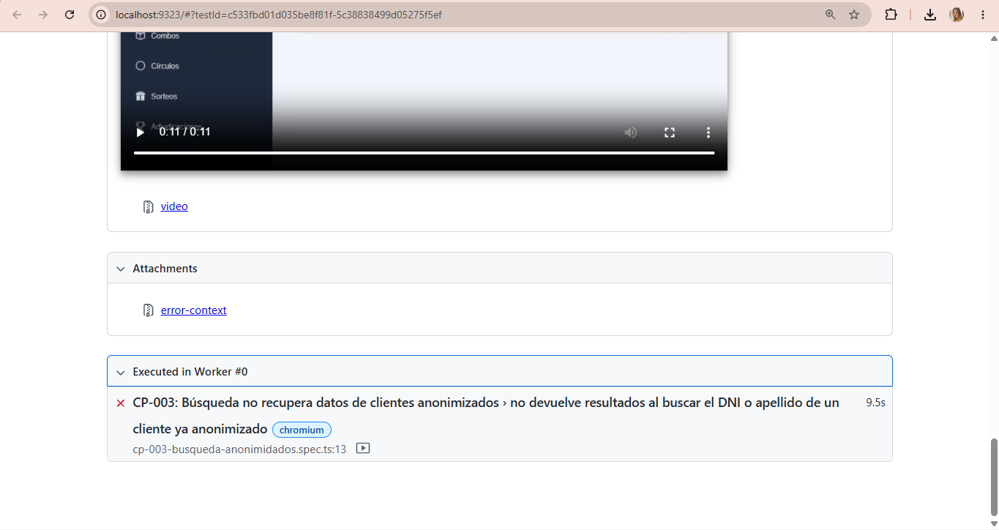 localhost:9323/#?testId=c533fbd01d035be8f81f-5c38838499d05275f5ef
Combos
Círculos
Sorteos
Adjudicaciones
0:11 / 0:11
video
Attachments
error-context
Executed in Worker #0
CP-003: Búsqueda no recupera datos de clientes anonimizados › no devuelve resultados al buscar el DNI o apellido de un
9.5s
cliente ya anonimizado chromium
cp-003-busqueda-anonimidados.spec.ts:13